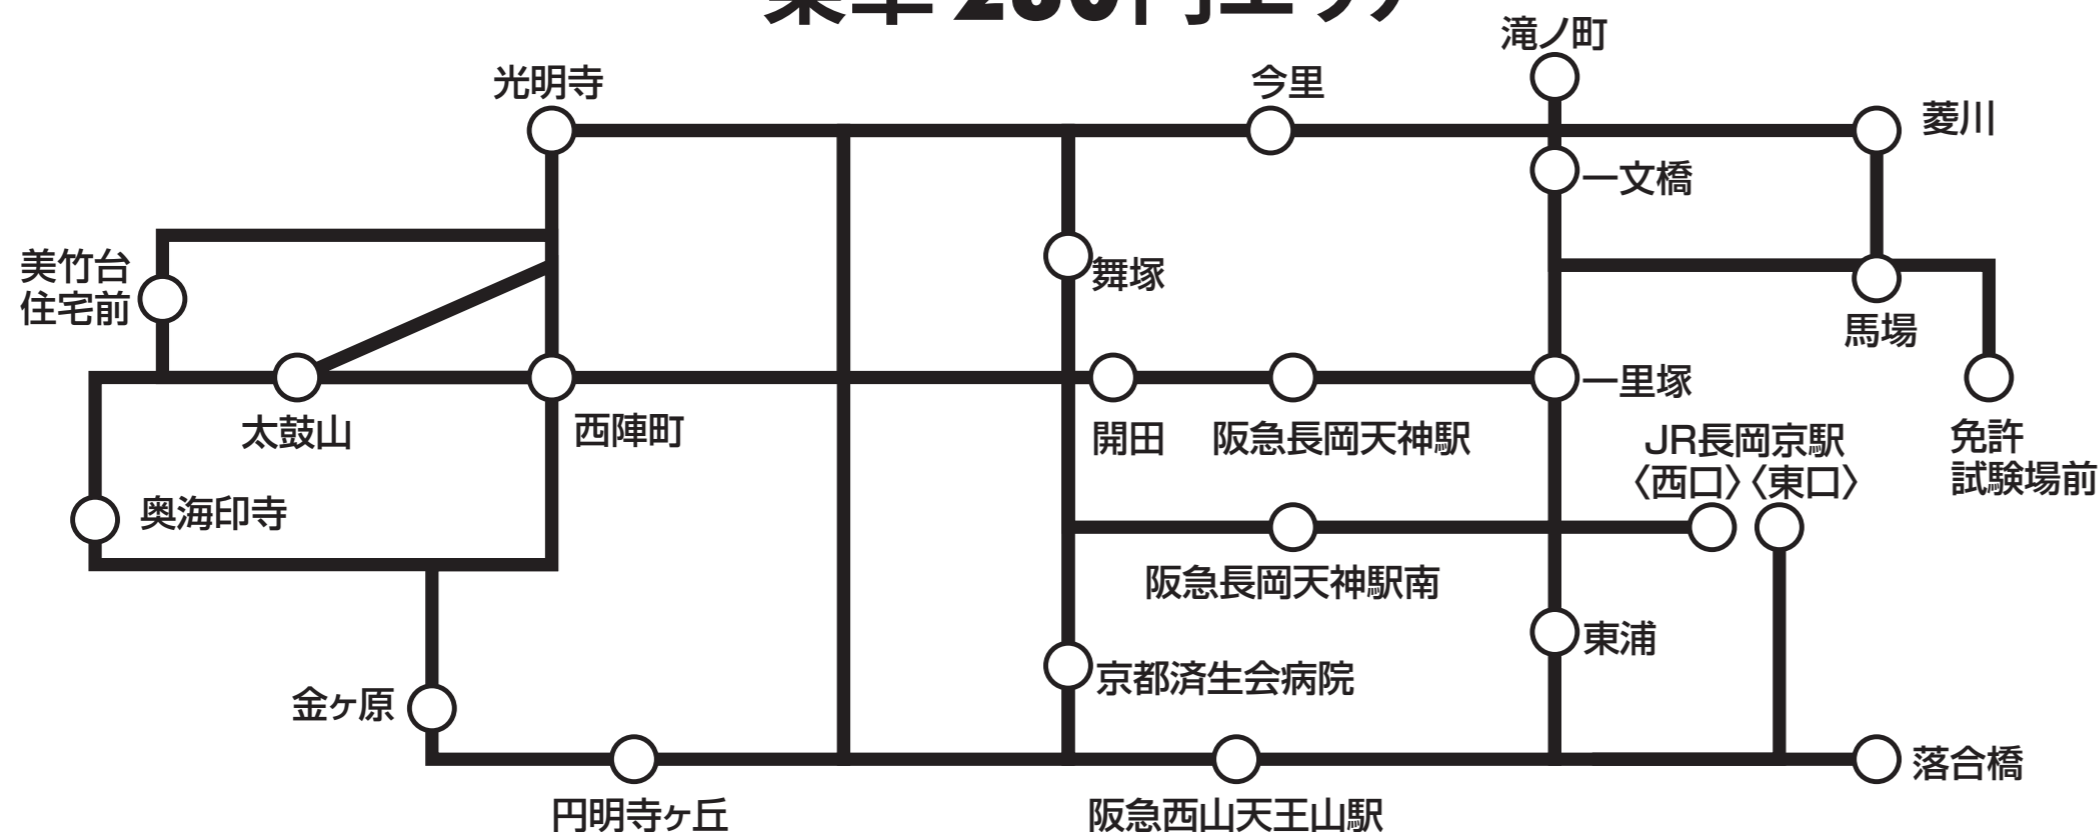 滝ノ町
光明寺
今里
菱川
一文橋
美竹台
住宅前
舞塚
馬場
太鼓山
西陣町
開田
阪急長岡天神駅
一里塚
JR長岡京駅
〈西口〉〈東口〉
免許
試験場前
奥海印寺
阪急長岡天神駅南
東浦
京都済生会病院
金ヶ原
円明寺ヶ丘
阪急西山天王山駅
落合橋